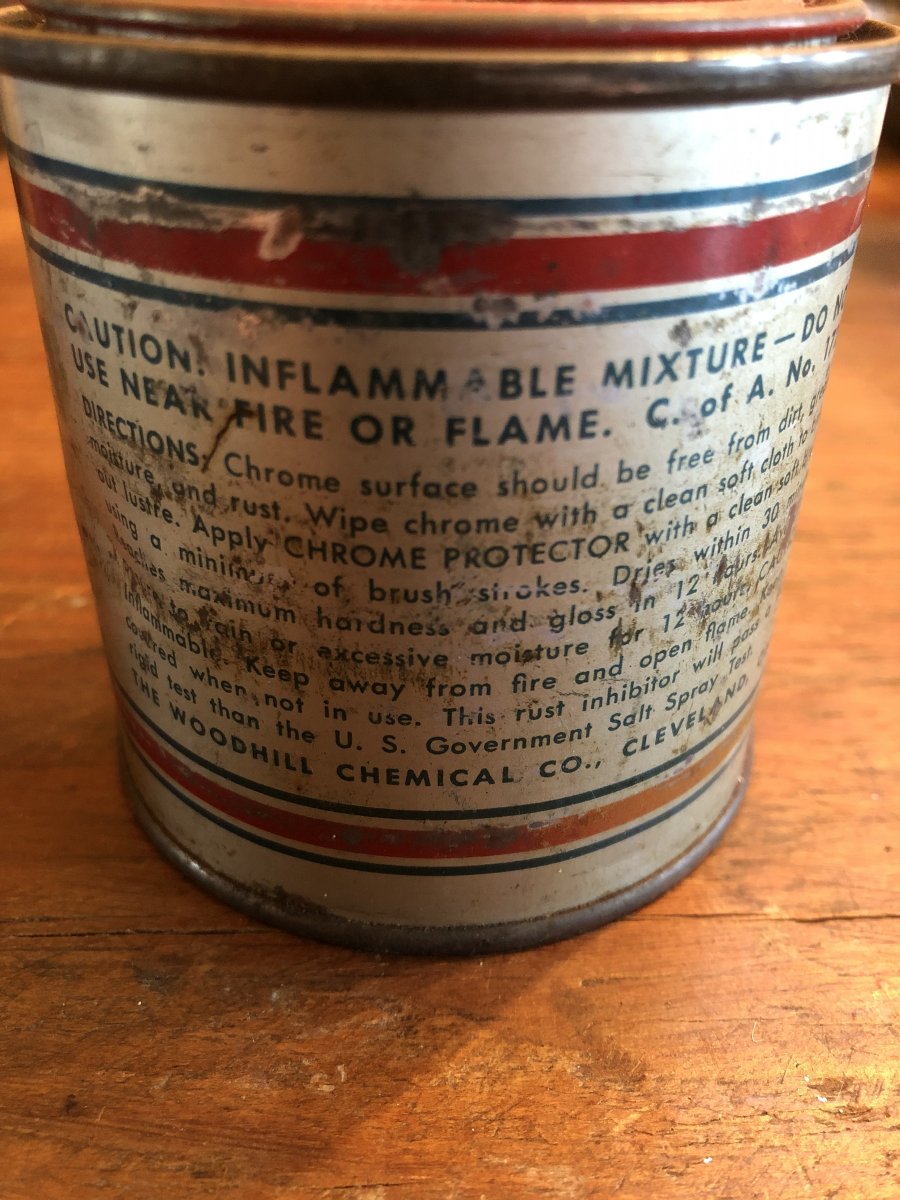 CAUTION. INFLAMMABLE MIXTURE—DO
USE NEAR FIRE OR FLAME. C. of A. No. 17
DIRECTIONS. Chrome surface should be free from dirt,
moisture, and rust. Wipe chrome with a clean soft cloth to
out lustre. Apply CHROME PROTECTOR with a clean soft
using a minimum of brush strokes. Dries within 30
maximum hardness and gloss in 12 hours.
to rain or excessive moisture for 12 hours.
Inflammable. Keep away from fire and open flame.
covered when not in use. This rust inhibitor will pass a
rigid test than the U. S. Government Salt Spray Test.
THE WOODHILL CHEMICAL CO., CLEVELAND,